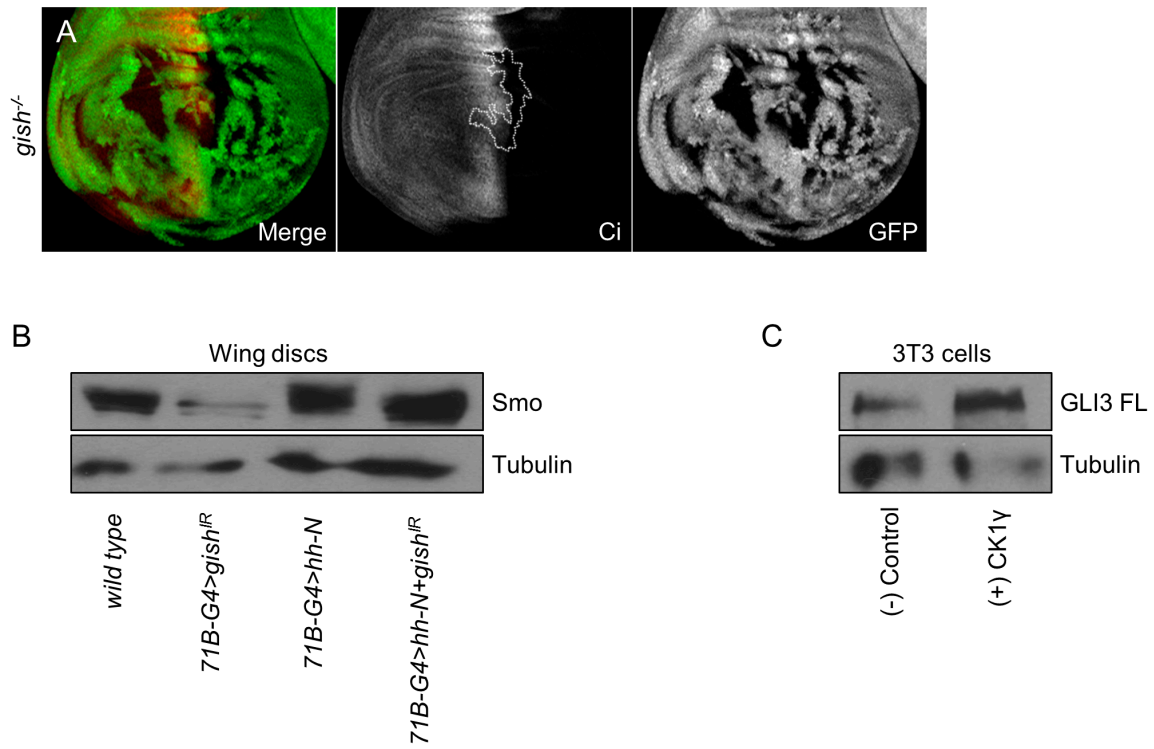 A
gish-/-
Merge
Ci
GFP
B
C
Wing discs
3T3 cells
Smo
GLI3 FL
Tubulin
Tubulin
wild type
71B-G4>gishIR
71B-G4>hh-N
71B-G4>hh-N+gishIR
(-) Control
(+) CK1γ